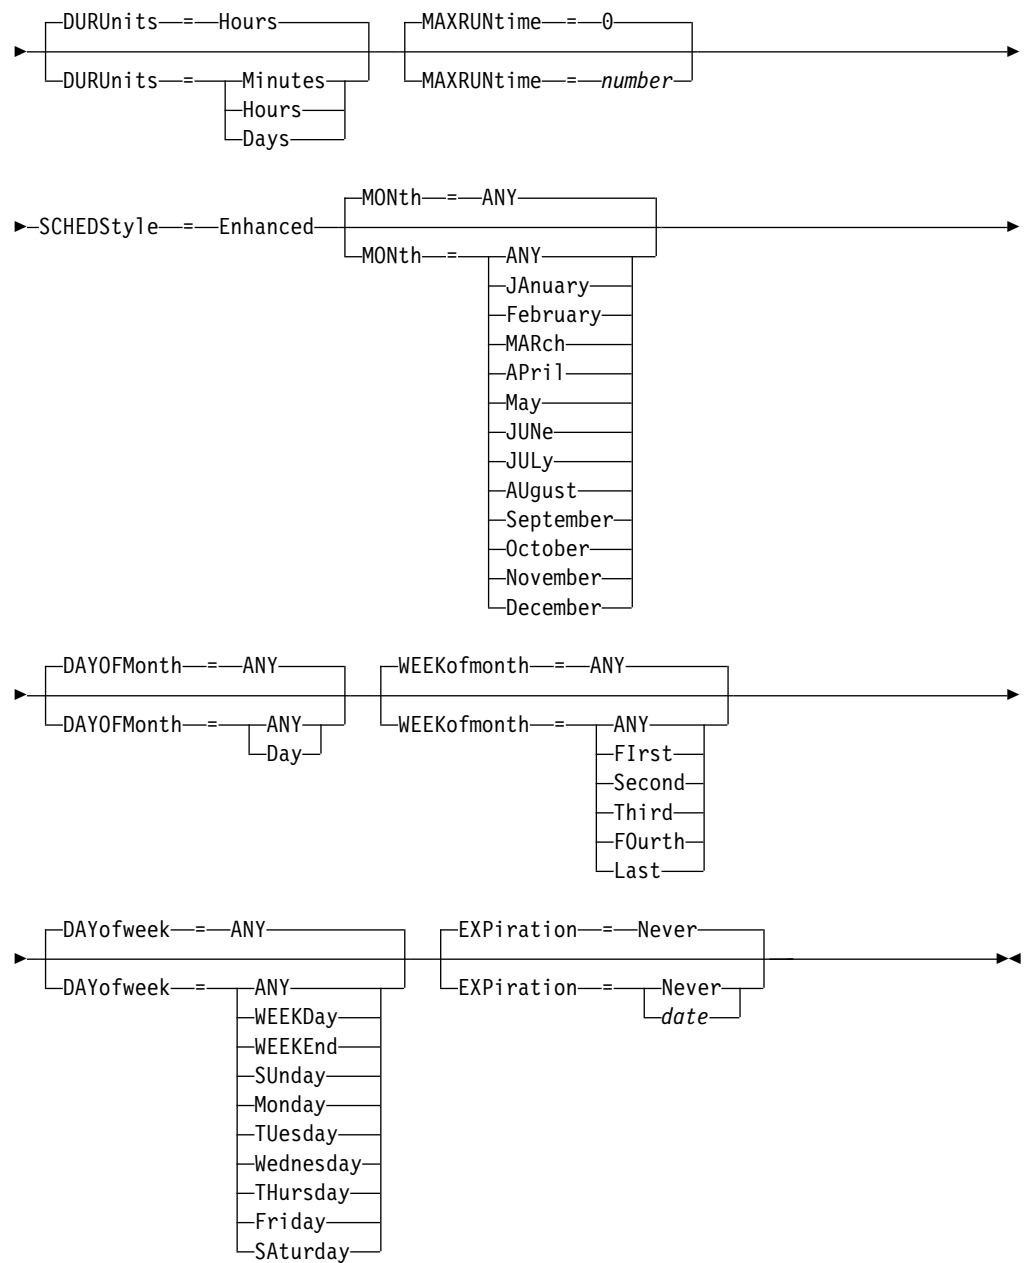 DURUnits = Hours MAXRUNtime = 0
DURUnits = Minutes MAXRUNtime = number
Hours
Days
SCHEDStyle = Enhanced
MONth = ANY
MONth = ANY
JAnuary
February
MARch
APril
May
JUNe
JULy
AUgust
September
October
November
December
DAYOFMonth = ANY WEEKofmonth = ANY
DAYOFMonth = ANY WEEKofmonth = ANY
Day FIrst
Second
Third
FOurth
Last
DAYofweek = ANY EXPiration = Never
DAYofweek = ANY EXPiration = Never
WEEKDay date
WEEKEnd
SUnday
Monday
TUesday
Wednesday
THursday
Friday
SAturday